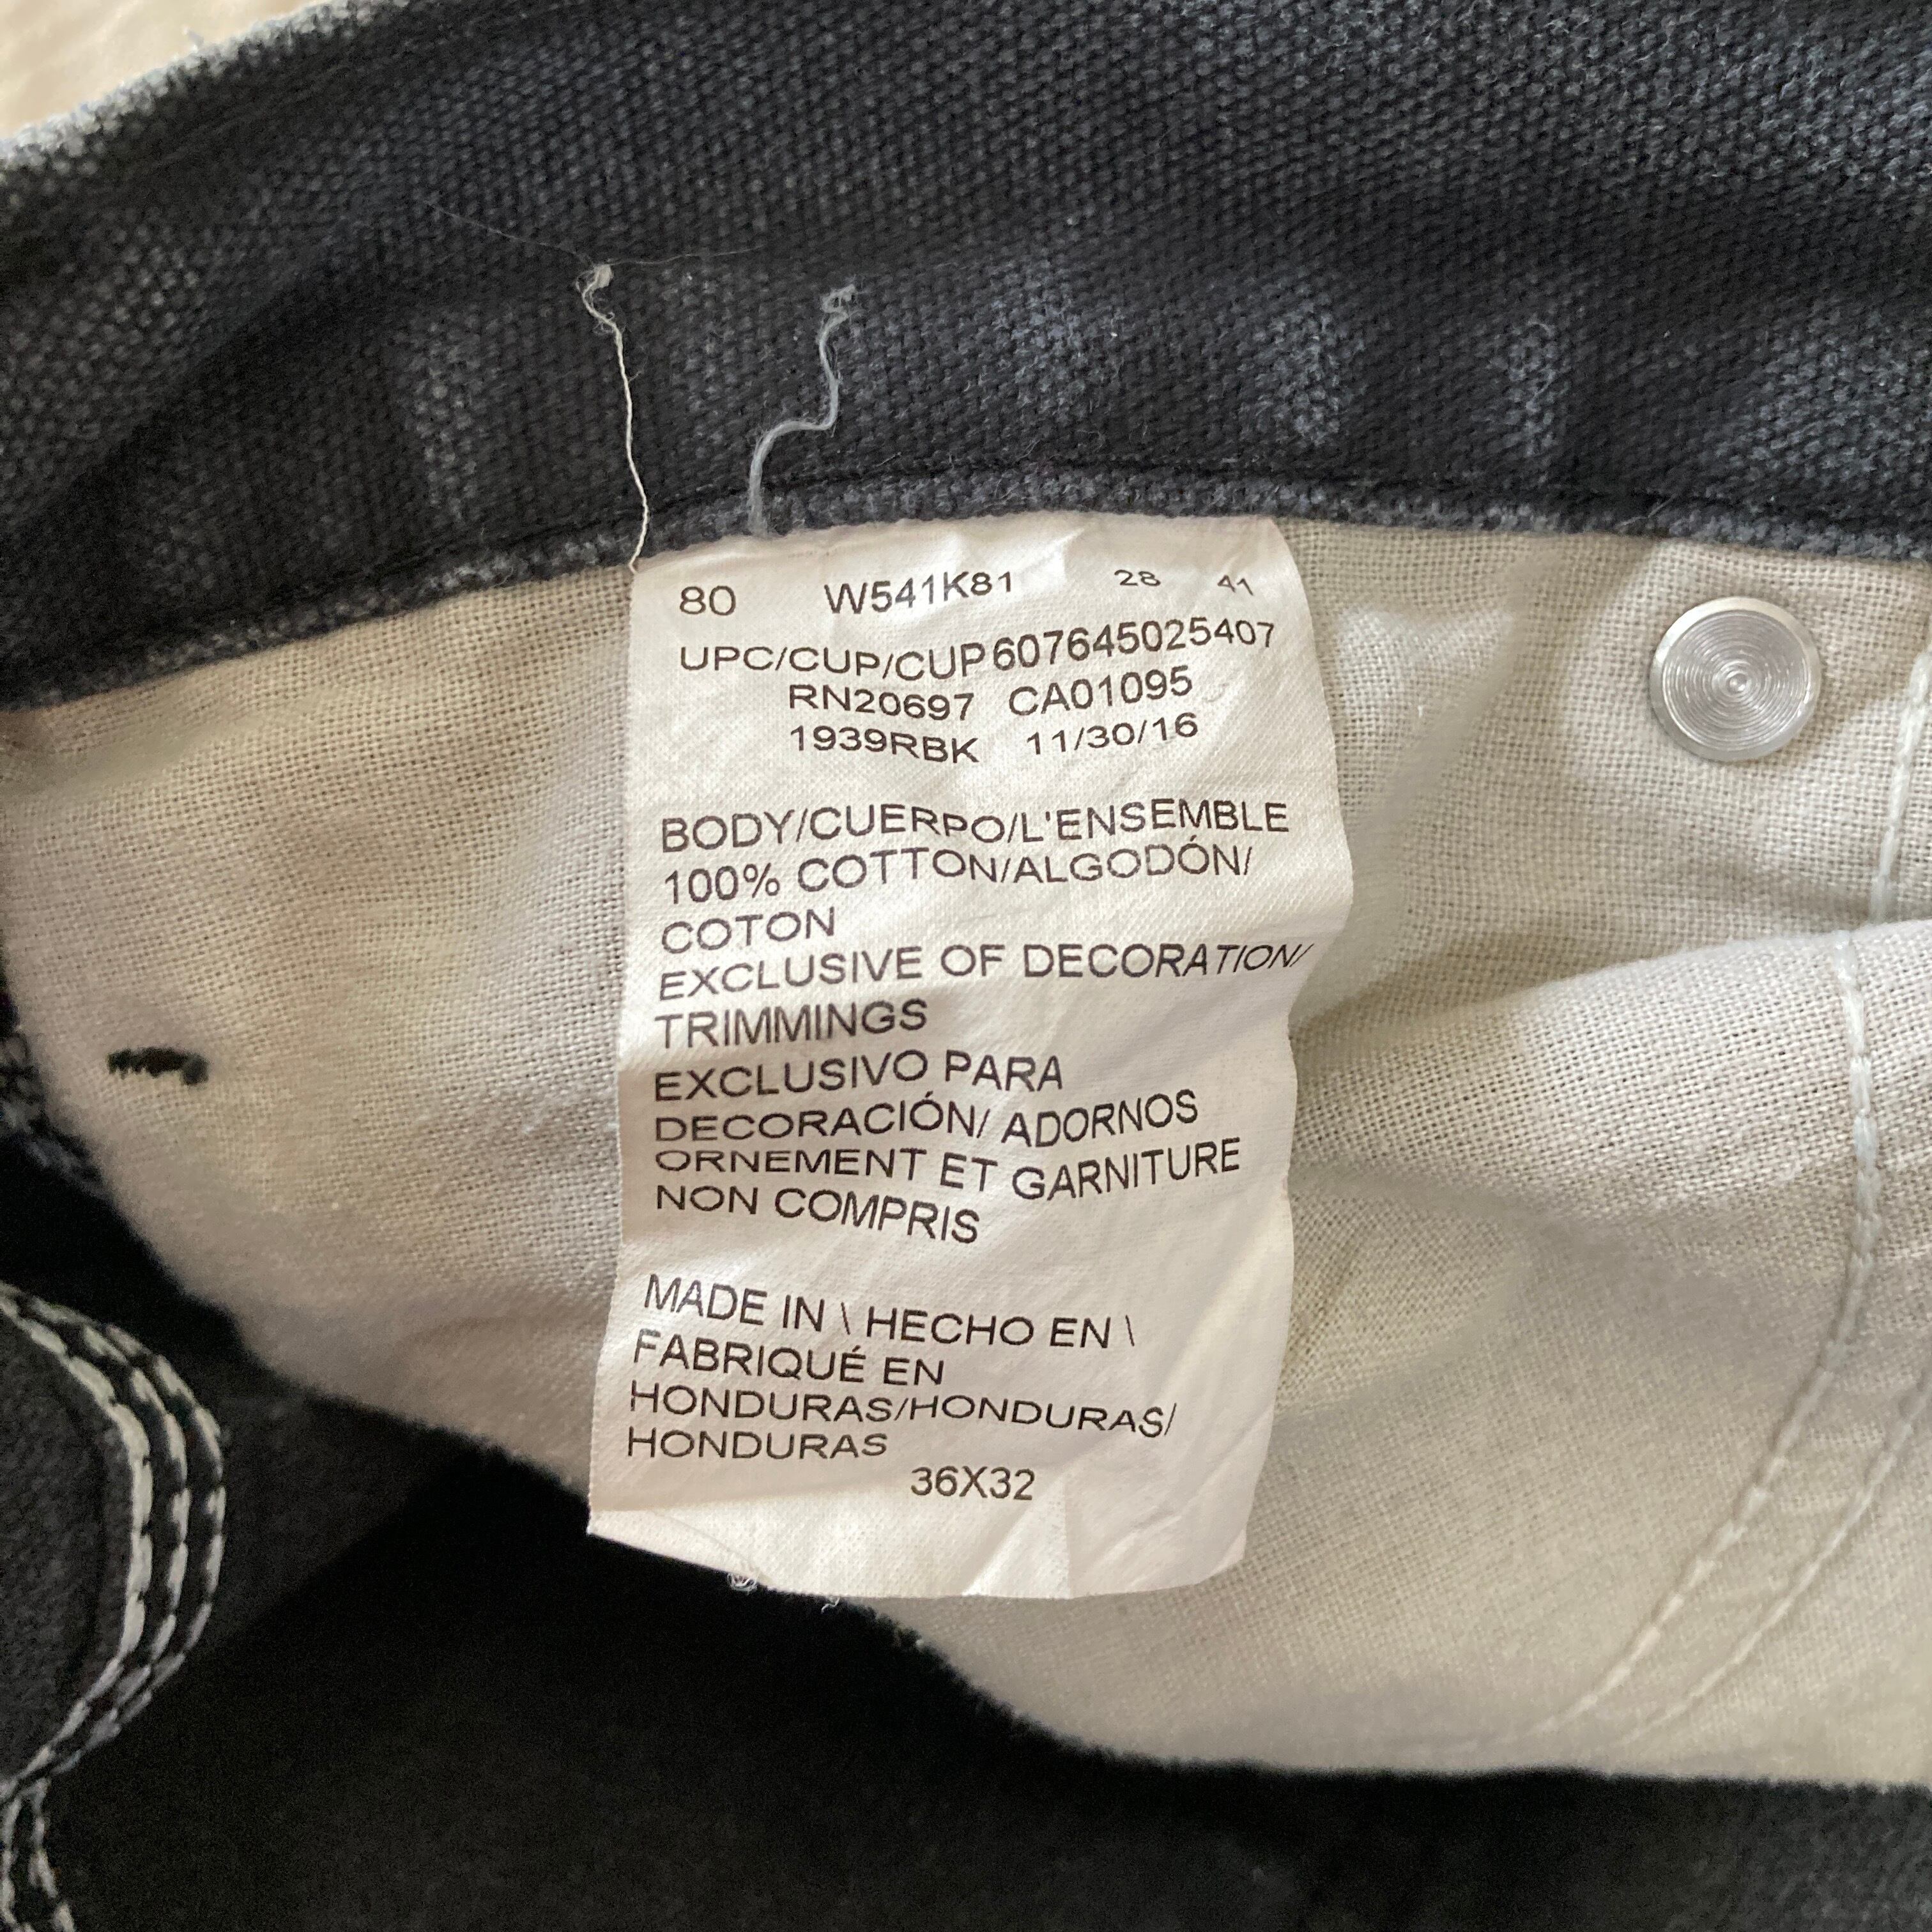 80 W541K81 28 41
UPC/CUP/CUP607645025407
RN20697 CA01095
1939RBK 11/30/16
BODY/CUERPO/L'ENSEMBLE
100% COTTON/ALGODÓN/
COTON
EXCLUSIVE OF DECORATION/
TRIMMINGS
EXCLUSIVO PARA
DECORACIÓN/ ADORNOS
ORNEMENT ET GARNITURE
NON COMPRIS
MADE IN \ HECHO EN \
FABRIQUÉ EN
HONDURAS/HONDURAS/
HONDURAS
36X32